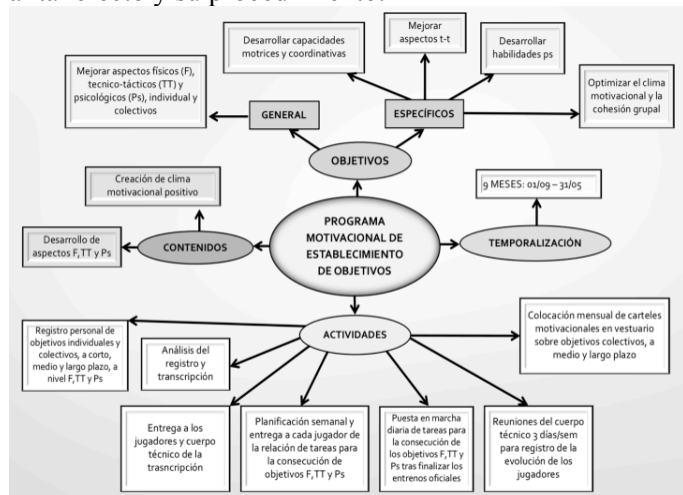 Mejorar
aspectos t-t
Desarrollar capacidades
motrices y coordinativas
Desarrollar
habilidades ps
Mejorar aspectos físicos (F),
tecnico-tácticos (TT) y
psicológicos (Ps), individual y
colectivos
GENERAL
ESPECÍFICOS
Optimizar el clima
motivacional y la
cohesión grupal
OBJETIVOS
Creación de clima
motivacional positivo
9 MESES: 01/09 – 31/05
Desarrollo de
aspectos F,TT y Ps
CONTENIDOS
PROGRAMA
MOTIVACIONAL DE
ESTABLECIMIENTO
DE OBJETIVOS
TEMPORALIZACIÓN
ACTIVIDADES
Registro personal de
objetivos individuales y
colectivos, a corto,
medio y largo plazo, a
nivel F,TT y Ps
Análisis del
registro y
transcripción
Colocación mensual de carteles
motivacionales en vestuario
sobre objetivos colectivos, a
medio y largo plazo
Entrega a los
jugadores y cuerpo
técnico de la
trasncripción
Planificación semanal y
entrega a cada jugador de
la relación de tareas para
la consecución de
objetivos F,TT y Ps
Puesta en marcha
diaria de tareas para
la consecución de
los objetivos F,TT y
Ps tras finalizar los
entrenos oficiales
Reuniones del cuerpo
técnico 3 días/sem
para registro de la
evolución de los
jugadores